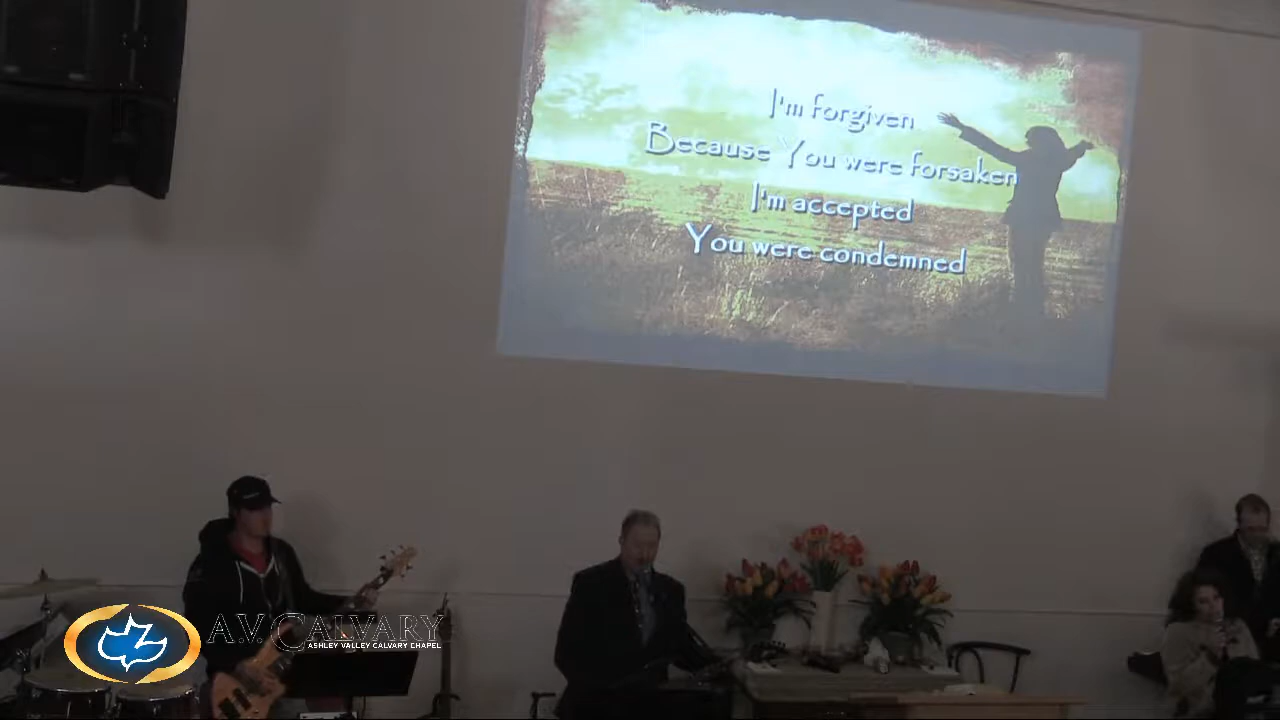 I'm forgiven
Because You were forsaken
I'm accepted
You were condemned
A.V. CALVARY
ASHLEY VALLEY CALVARY CHAPEL